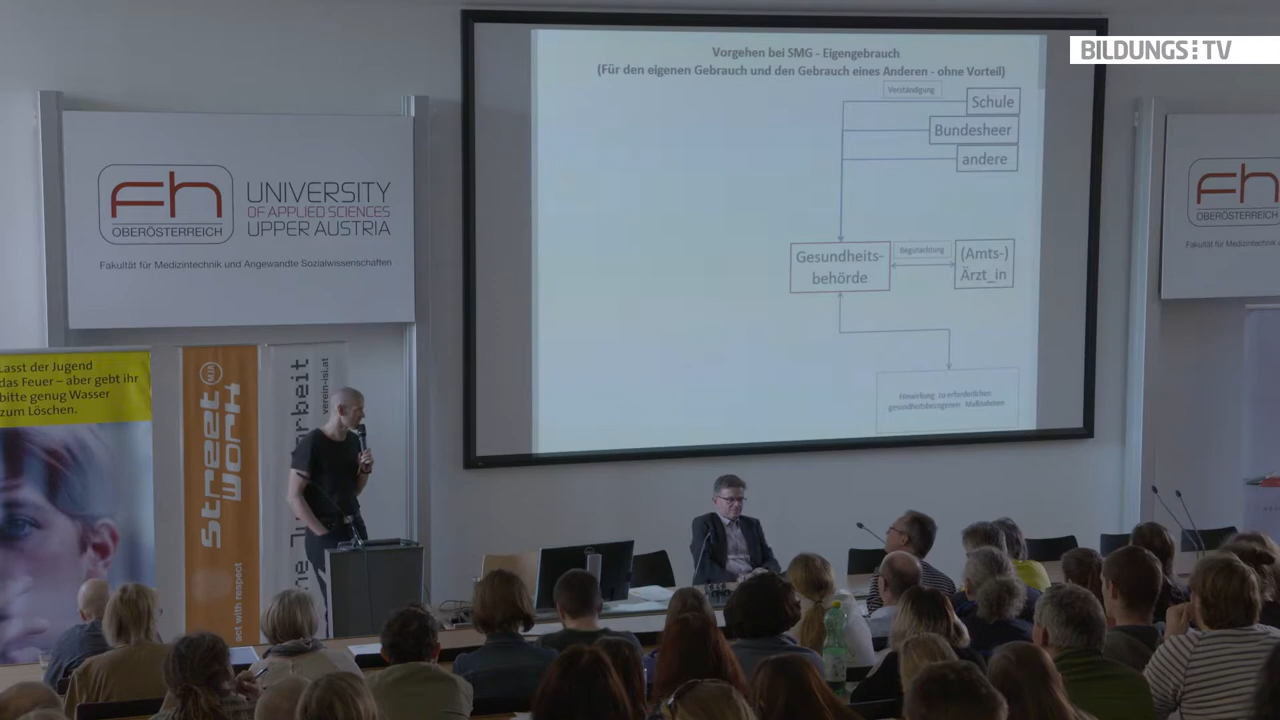 BILDUNGS:TV
Vorgehen bei SMG - Eigengebrauch
(Für den eigenen Gebrauch und den Gebrauch eines Anderen - ohne Vorteil)
Verständigung
Schule
Bundesheer
andere
Gesundheits-
behörde
Begutachtung
(Amts-)
Ärzt_in
Hinwirkung zu erforderlichen
gesundheitsbezogenen Maßnahmen
fh
OBERÖSTERREICH
UNIVERSITY
OF APPLIED SCIENCES
UPPER AUSTRIA
Fakultät für Medizintechnik und Angewandte Sozialwissenschaften
fh
OBERÖSTERREICH
Fakultät für Medizintechnik und A
Lasst der Jugend
das Feuer – aber gebt ihr
bitte genug Wasser
zum Löschen.
street
work
MJA
act with respect
arbeit
verein-isi.at